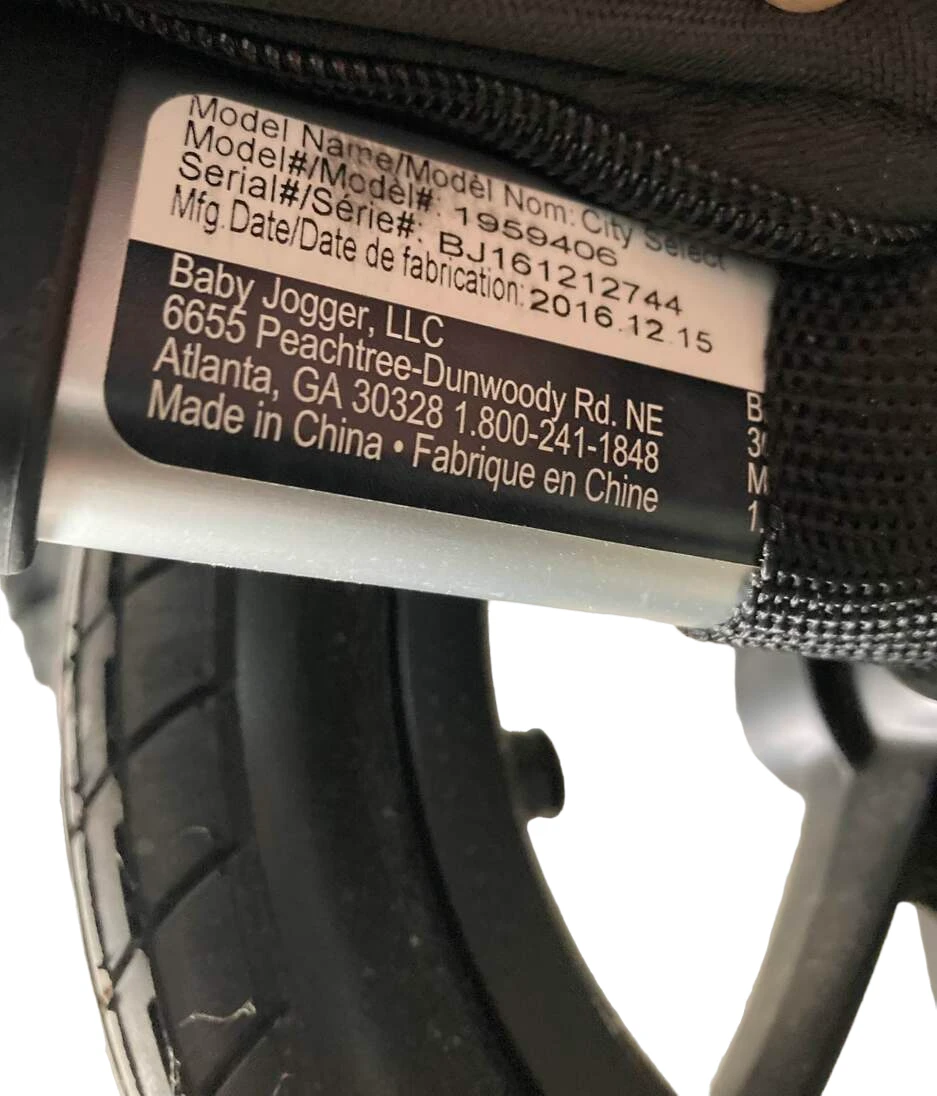 Model Name/Modèl Nom: City Select
Model#/Modèl#: 1959406
Serial#/Série#: BJ161212744
Mfg.Date/Date de fabrication: 2016.12.15
Baby Jogger, LLC
6655 Peachtree-Dunwoody Rd. NE
Atlanta, GA 30328 1.800-241-1848
Made in China • Fabrique en Chine
B
3
M
1.